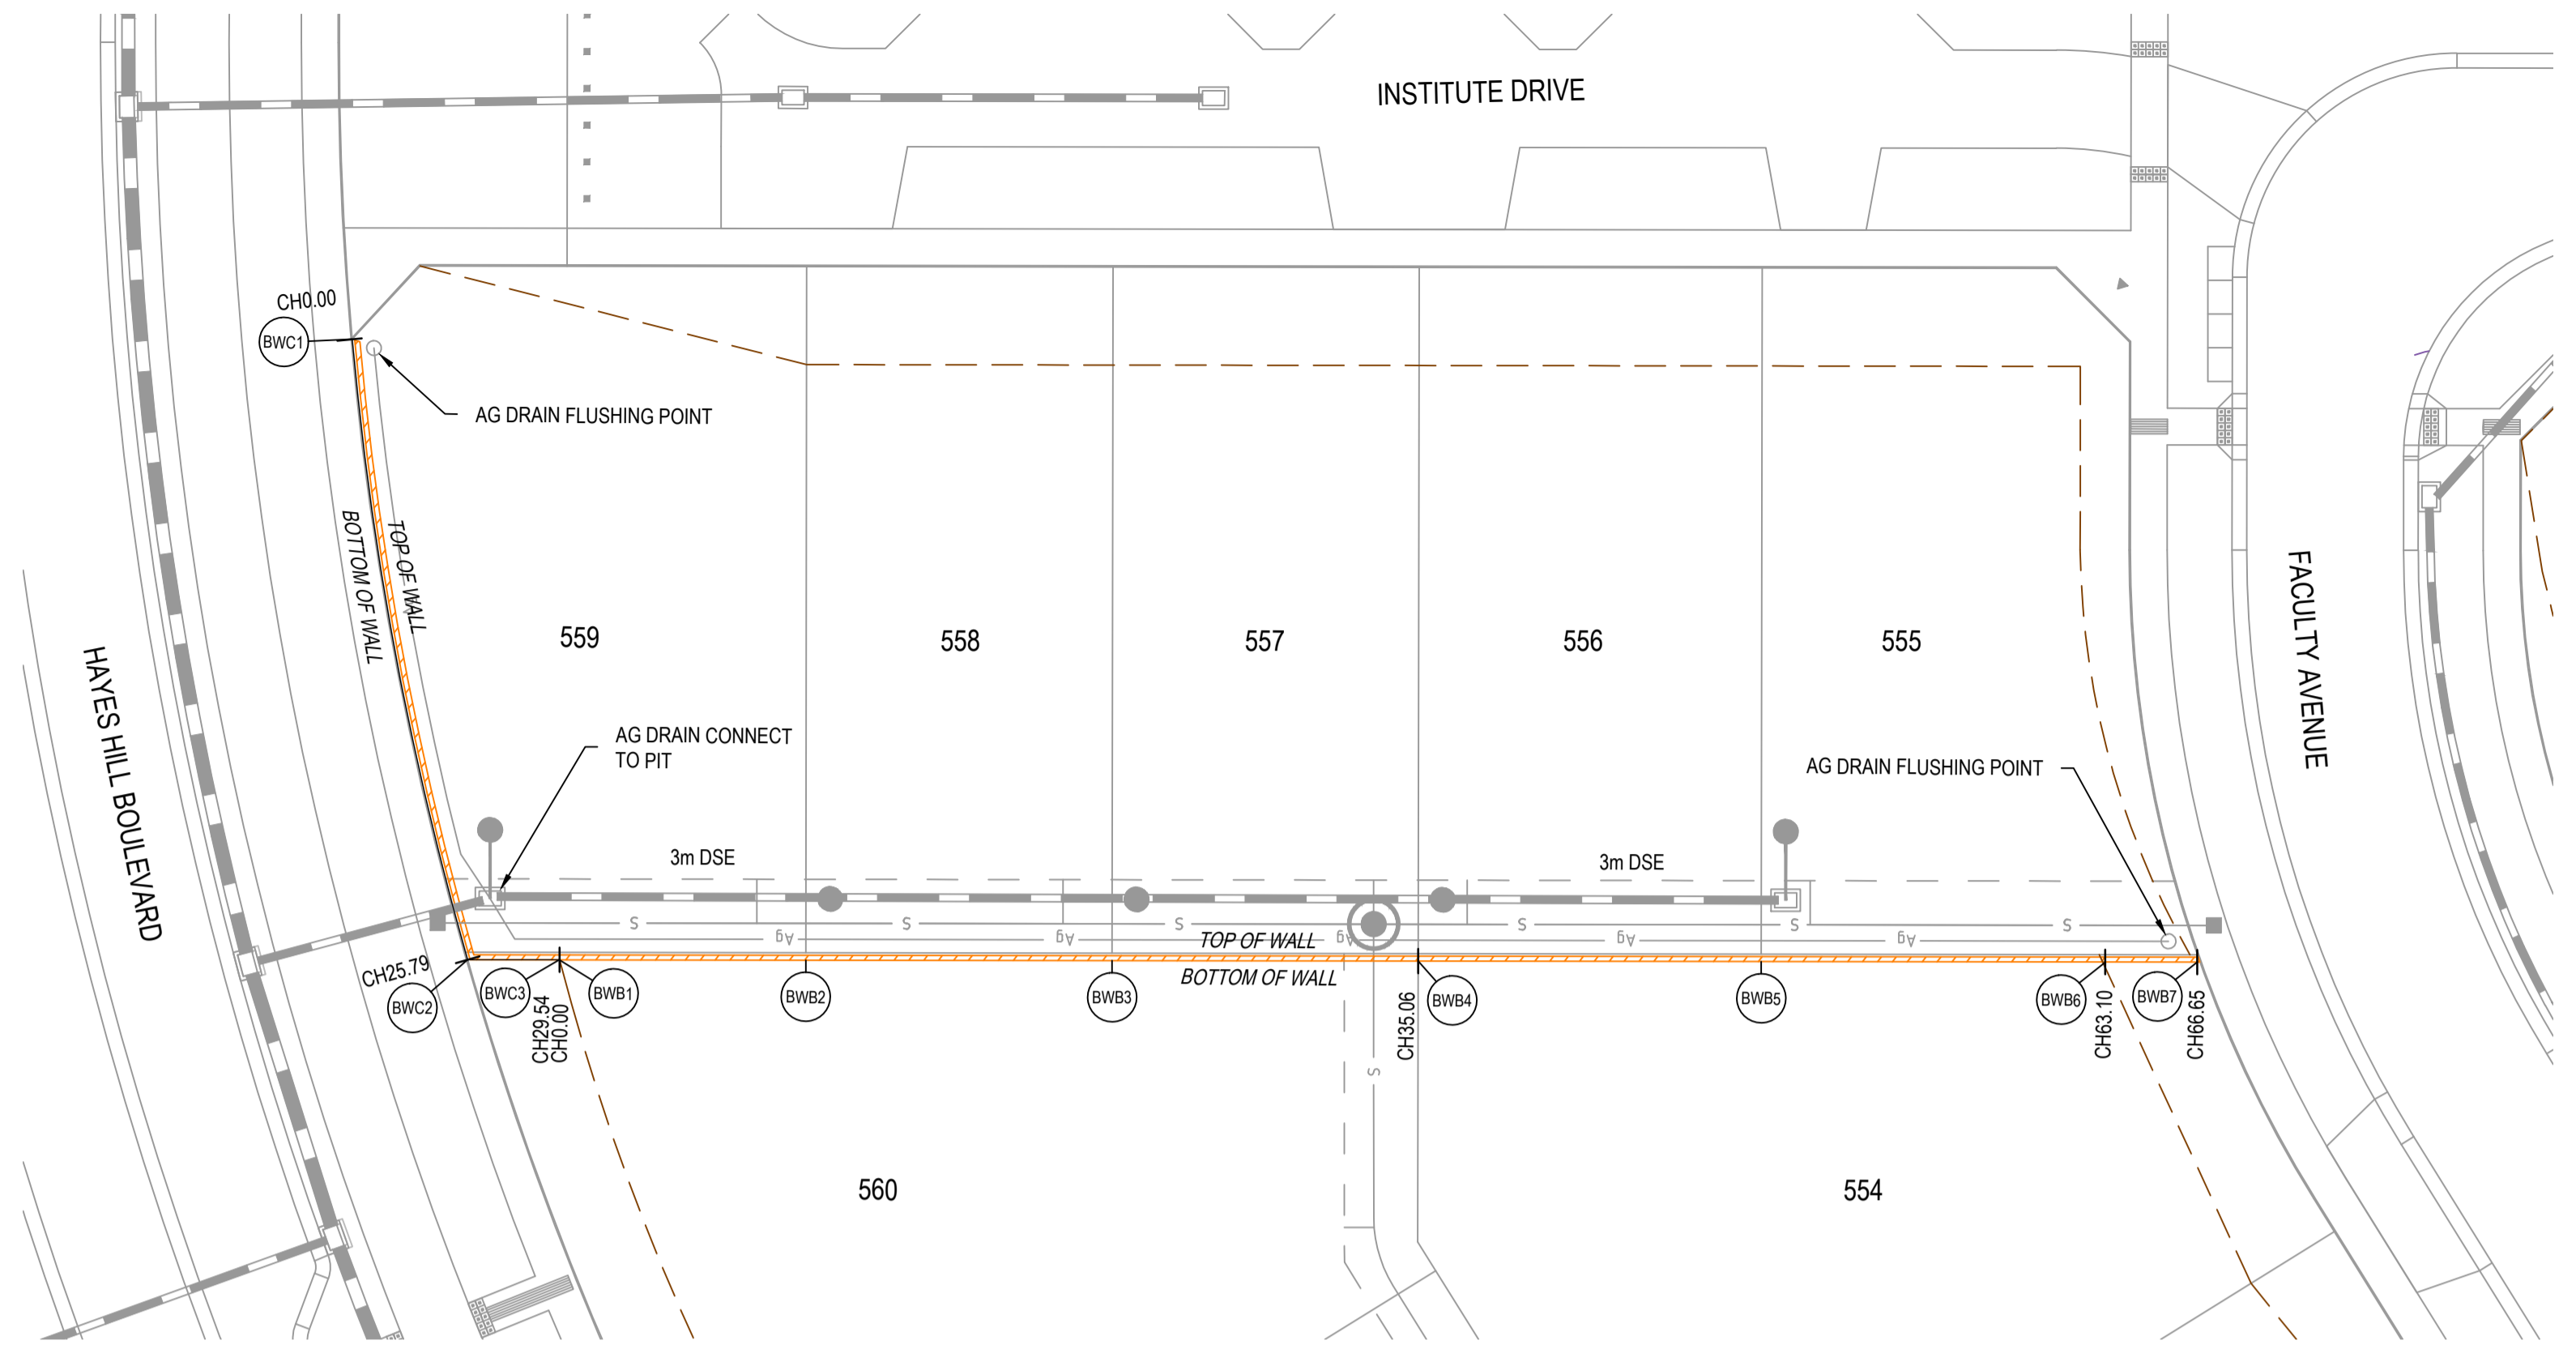 INSTITUTE DRIVE
CH0.00
BWC1
AG DRAIN FLUSHING POINT
TOP OF WALL
BOTTOM OF WALL
HAYES HILL BOULEVARD
FACULTY AVENUE
559
558
557
556
555
AG DRAIN CONNECT
TO PIT
AG DRAIN FLUSHING POINT
3m DSE
3m DSE
S
S
S
S
S
S
Ag
Ag
Ag
Ag
Ag
TOP OF WALL
BOTTOM OF WALL
CH25.79
BWC2
BWC3
CH29.54
CH0.00
BWB1
BWB2
BWB3
CH35.06
BWB4
BWB5
BWB6
CH63.10
BWB7
CH66.65
S
560
554